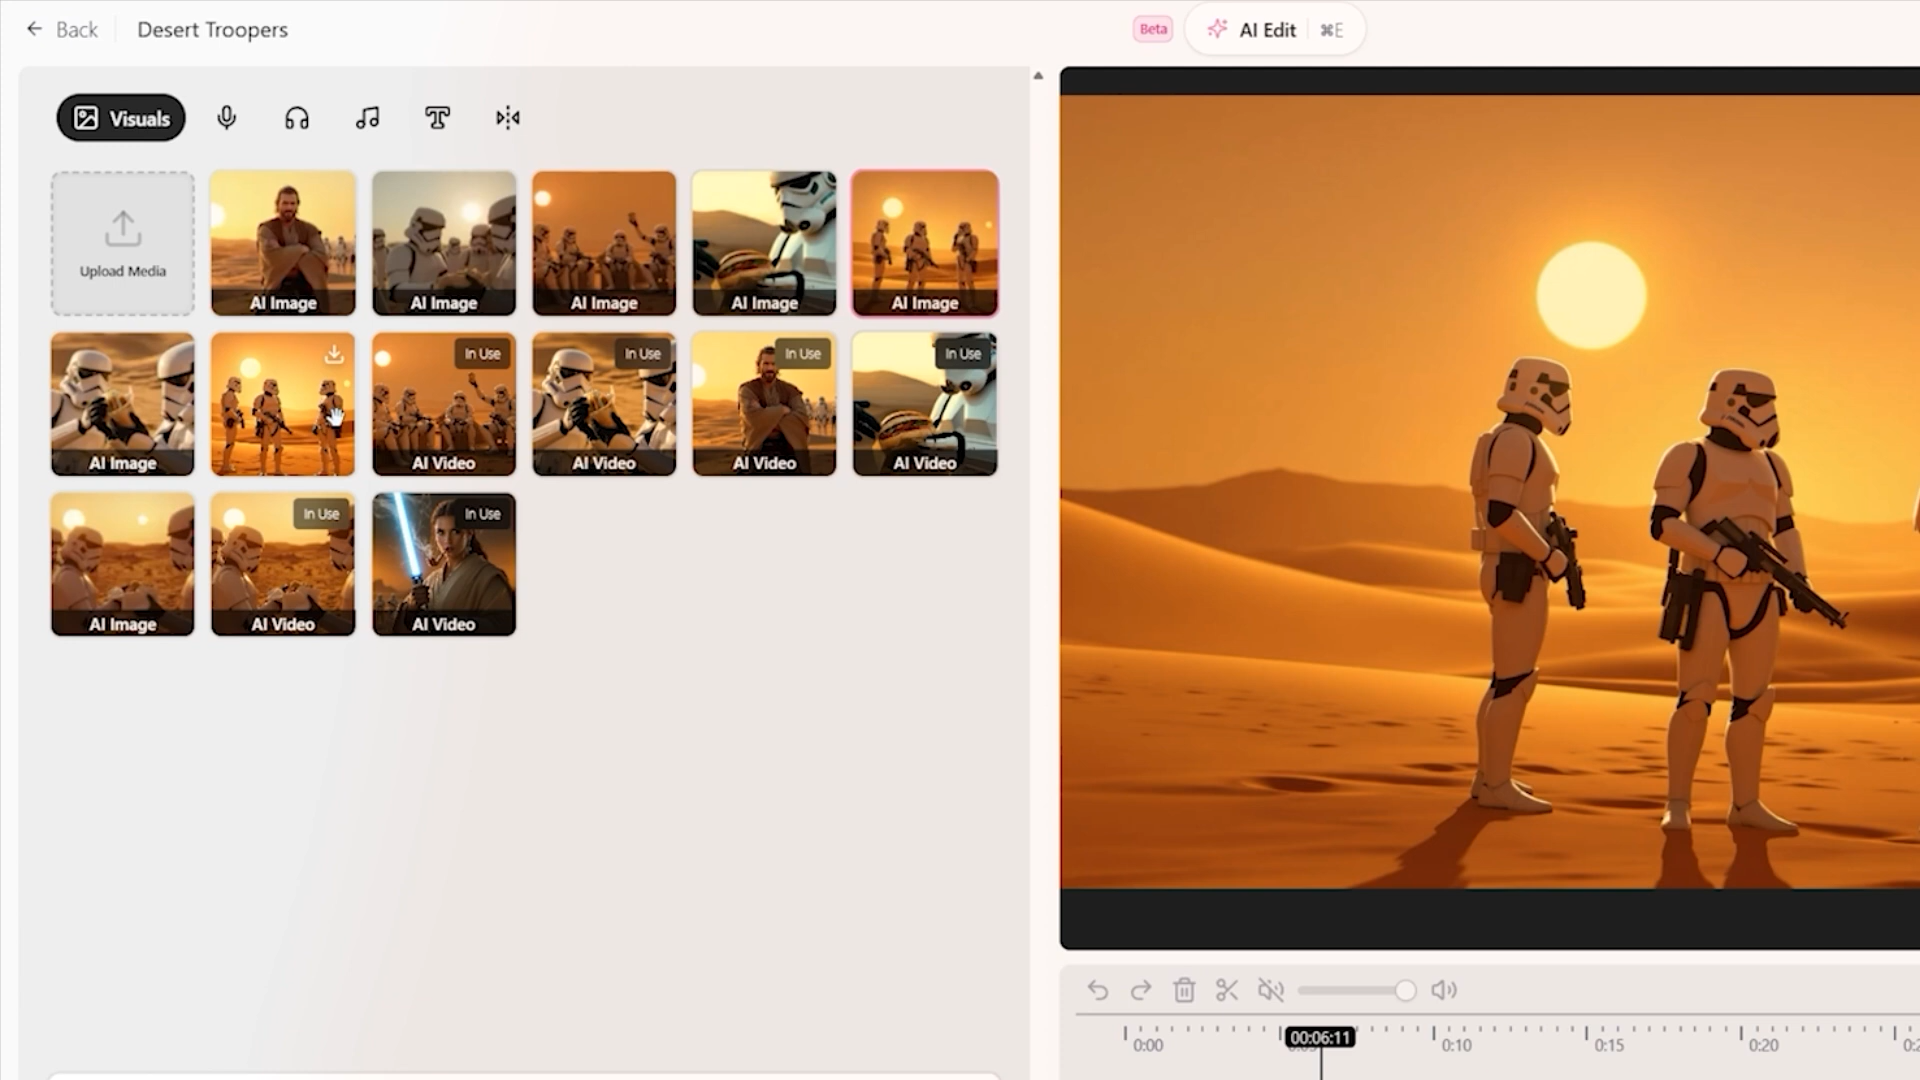 Back
Desert Troopers
Beta
AI Edit
⌘E
Visuals
Upload Media
AI Image
AI Image
AI Image
AI Image
AI Image
In Use
In Use
In Use
In Use
AI Image
AI Video
AI Video
AI Video
AI Video
In Use
In Use
AI Image
AI Video
AI Video
00:06:11
0:00
0:10
0:15
0:20